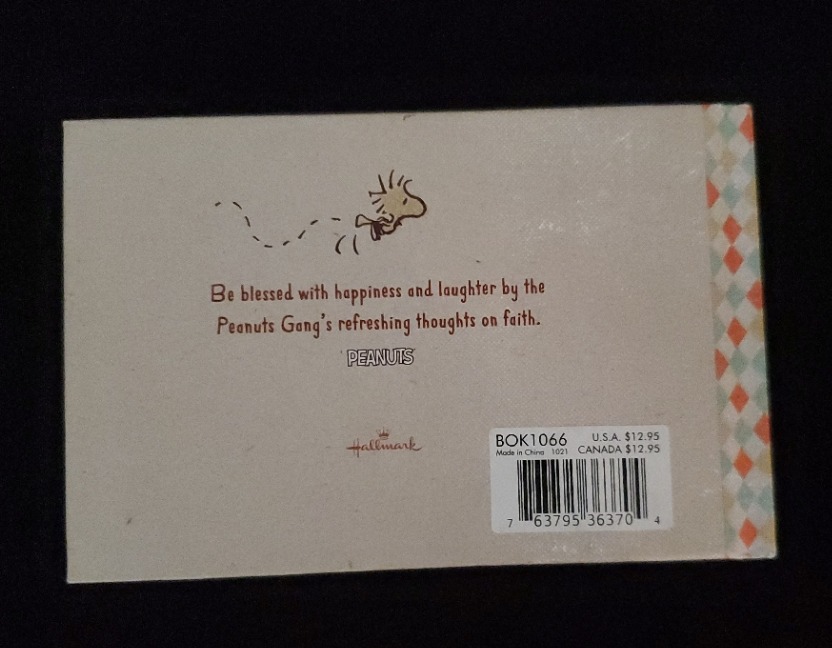 Be blessed with happiness and laughter by the
Peanuts Gang's refreshing thoughts on faith.
PEANUTS
Hallmark
BOK1066 U.S.A. $12.95
Made in China 1021 CANADA $12.95
7 63795 36370 4